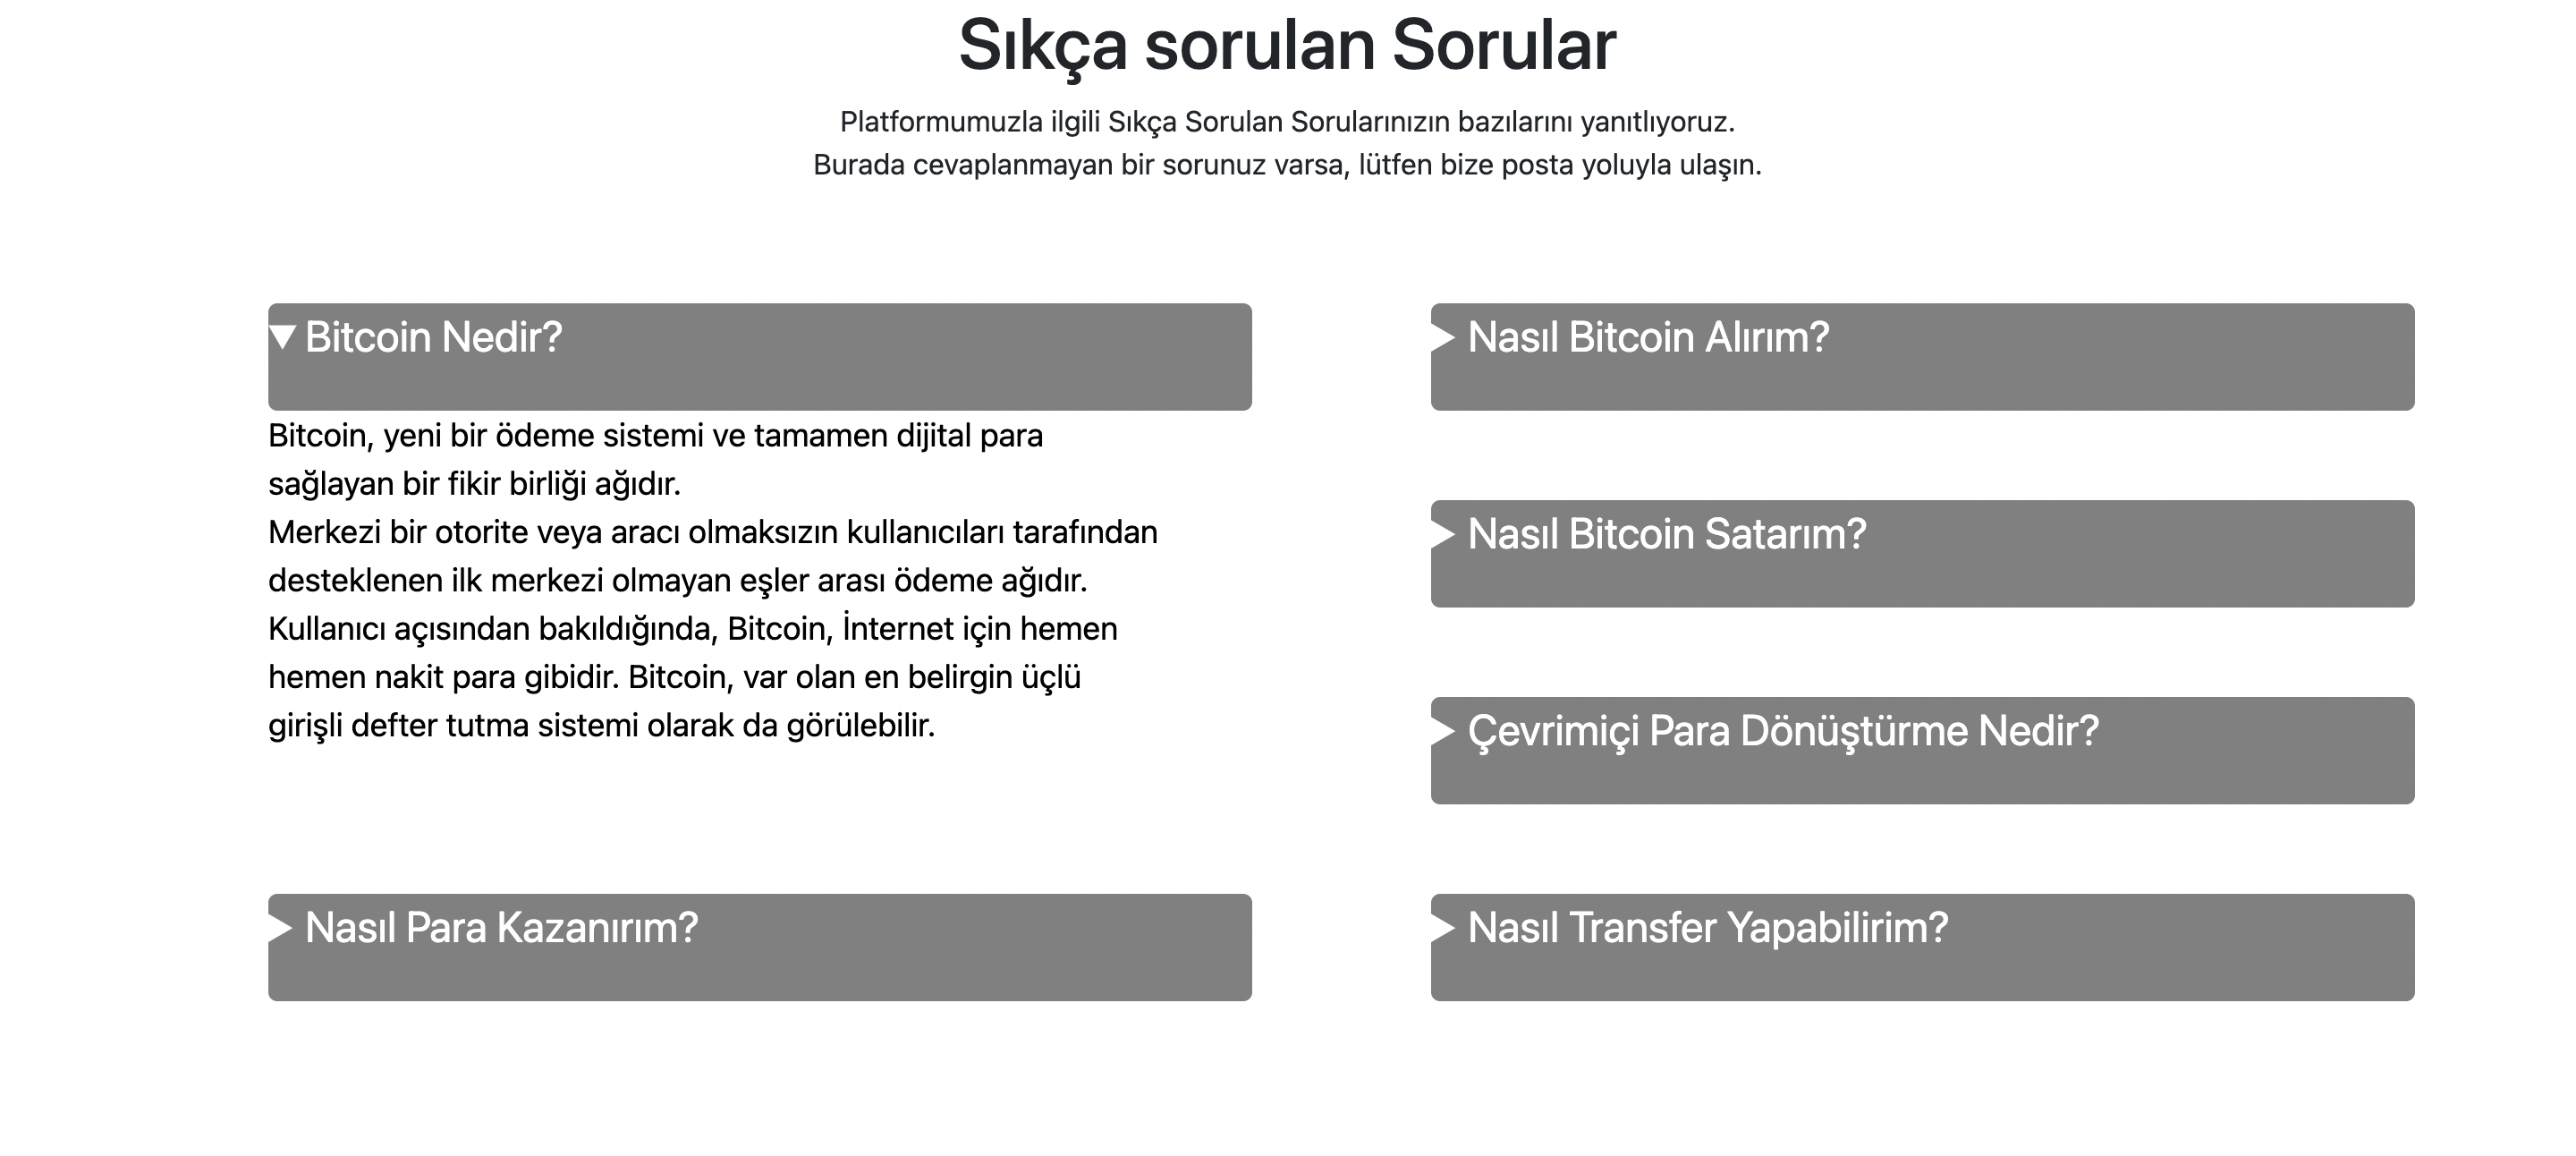 Sıkça sorulan Sorular
Platformumuzla ilgili Sıkça Sorulan Sorularınızın bazılarını yanıtlıyoruz.
Burada cevaplanmayan bir sorunuz varsa, lütfen bize posta yoluyla ulaşın.
Bitcoin Nedir?
Bitcoin, yeni bir ödeme sistemi ve tamamen dijital para
sağlayan bir fikir birliği ağıdır.
Merkezi bir otorite veya aracı olmaksızın kullanıcıları tarafından
desteklenen ilk merkezi olmayan eşler arası ödeme ağıdır.
Kullanıcı açısından bakıldığında, Bitcoin, İnternet için hemen
hemen nakit para gibidir. Bitcoin, var olan en belirgin üçlü
girişli defter tutma sistemi olarak da görülebilir.
Nasıl Para Kazanırım?
Nasıl Bitcoin Alırım?
Nasıl Bitcoin Satarım?
Çevrimiçi Para Dönüştürme Nedir?
Nasıl Transfer Yapabilirim?